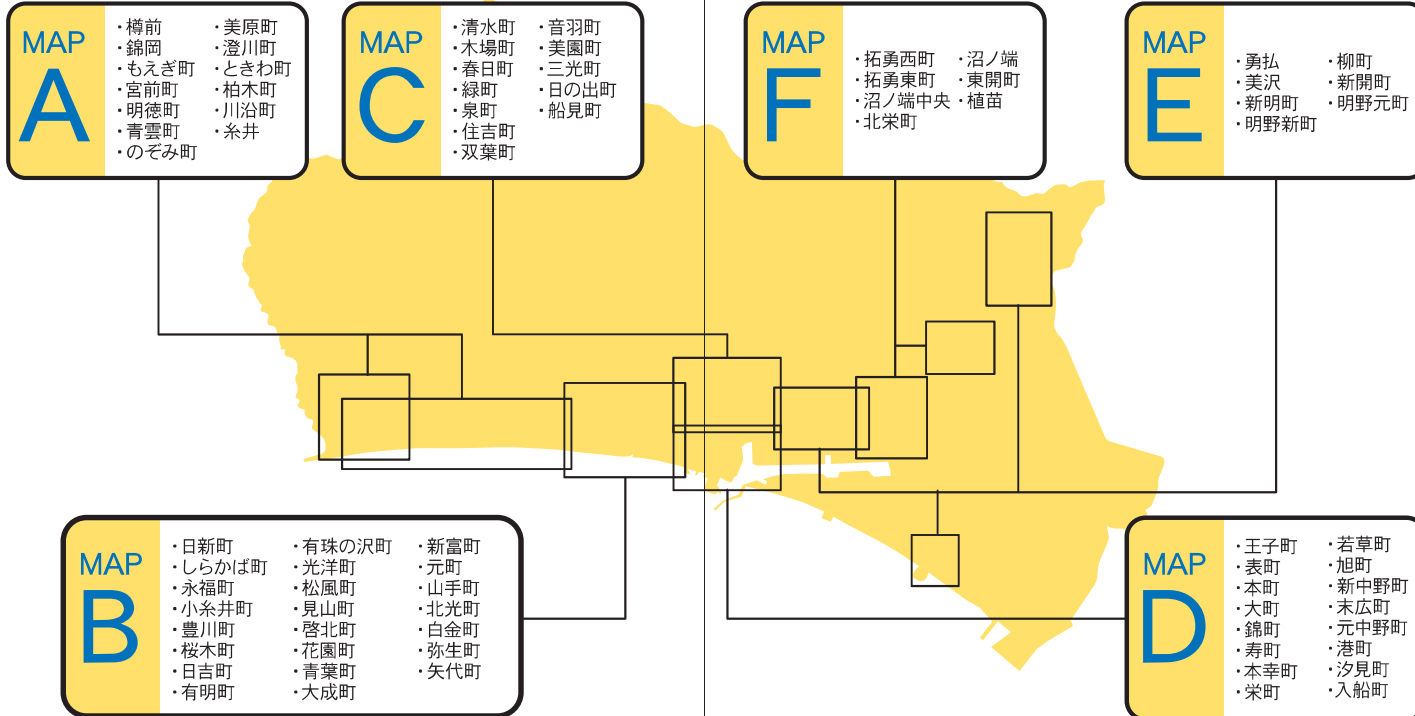 MAP
A
・樽前
・錦岡
・もえぎ町
・宮前町
・明徳町
・青雲町
・のぞみ町
・美原町
・澄川町
・ときわ町
・柏木町
・川沿町
・糸井
MAP
C
・清水町
・木場町
・春日町
・緑町
・泉町
・住吉町
・双葉町
・音羽町
・美園町
・三光町
・日の出町
・船見町
MAP
F
・拓勇西町
・拓勇東町
・沼ノ端中央
・北栄町
・沼ノ端
・東開町
・植苗
MAP
E
・勇払
・美沢
・新明町
・明野新町
・柳町
・新開町
・明野元町
MAP
B
・日新町
・しらかば町
・永福町
・小糸井町
・豊川町
・桜木町
・日吉町
・有明町
・有珠の沢町
・光洋町
・松風町
・見山町
・啓北町
・花園町
・青葉町
・大成町
・新富町
・元町
・山手町
・北光町
・白金町
・弥生町
・矢代町
MAP
D
・王子町
・表町
・本町
・大町
・錦町
・寿町
・本幸町
・栄町
・若草町
・旭町
・新中野町
・末広町
・元中野町
・港町
・汐見町
・入船町